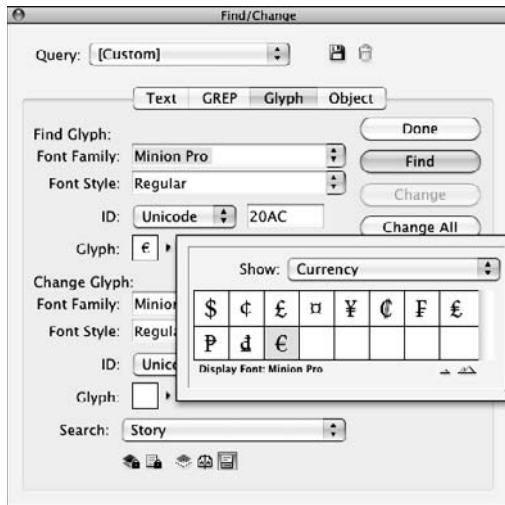 Find/Change
Query: [Custom]
Text GREP Glyph Object
Find Glyph:
Done
Font Family: Minion Pro
Find
Font Style: Regular
Change
ID: Unicode 20AC
Change All
Glyph: €
Show: Currency
Change Glyph:
Font Family: Minion
$ ¢ £ ¤ ¥ ₡ ₣ ₤
Font Style: Regula
₱ ₫ €
ID: Unico
Display Font: Minion Pro
Glyph:
Search: Story